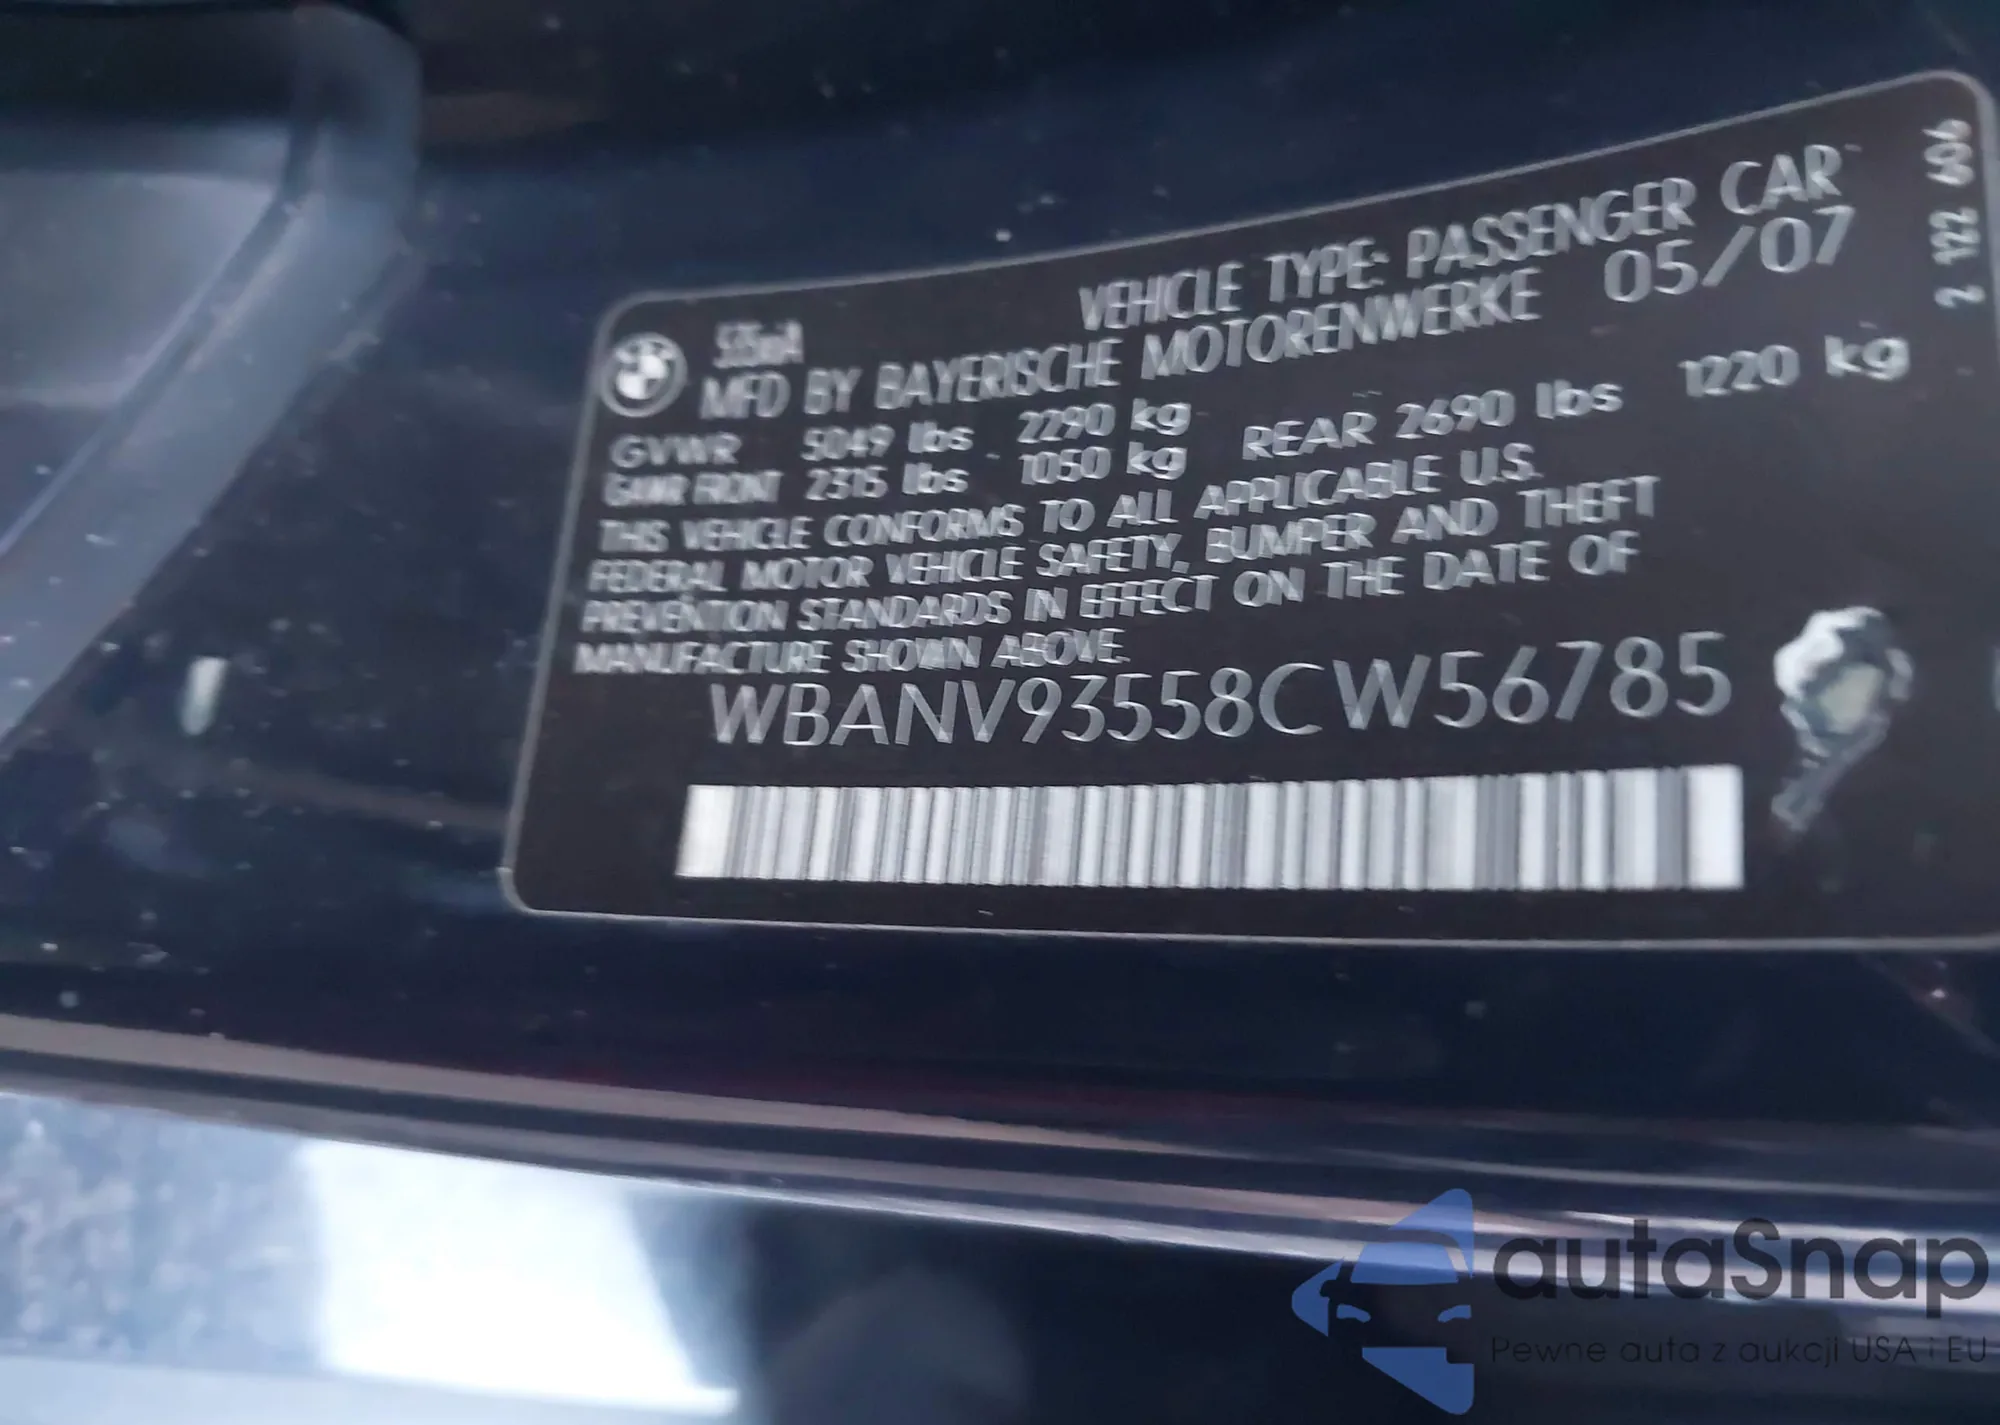 VEHICLE TYPE: PASSENGER CAR
MFD BY BAYERISCHE MOTORENWERKE 05/07
GVWR 5049 lbs 2290 kg
GAWR FRONT 2315 lbs 1050 kg REAR 2690 lbs 1220 kg
THIS VEHICLE CONFORMS TO ALL APPLICABLE U.S.
FEDERAL MOTOR VEHICLE SAFETY, BUMPER AND THEFT
PREVENTION STANDARDS IN EFFECT ON THE DATE OF
MANUFACTURE SHOWN ABOVE.
WBANV93558CW56785
2 122 606
autaSnap
Pewne auta z aukcji USA i EU